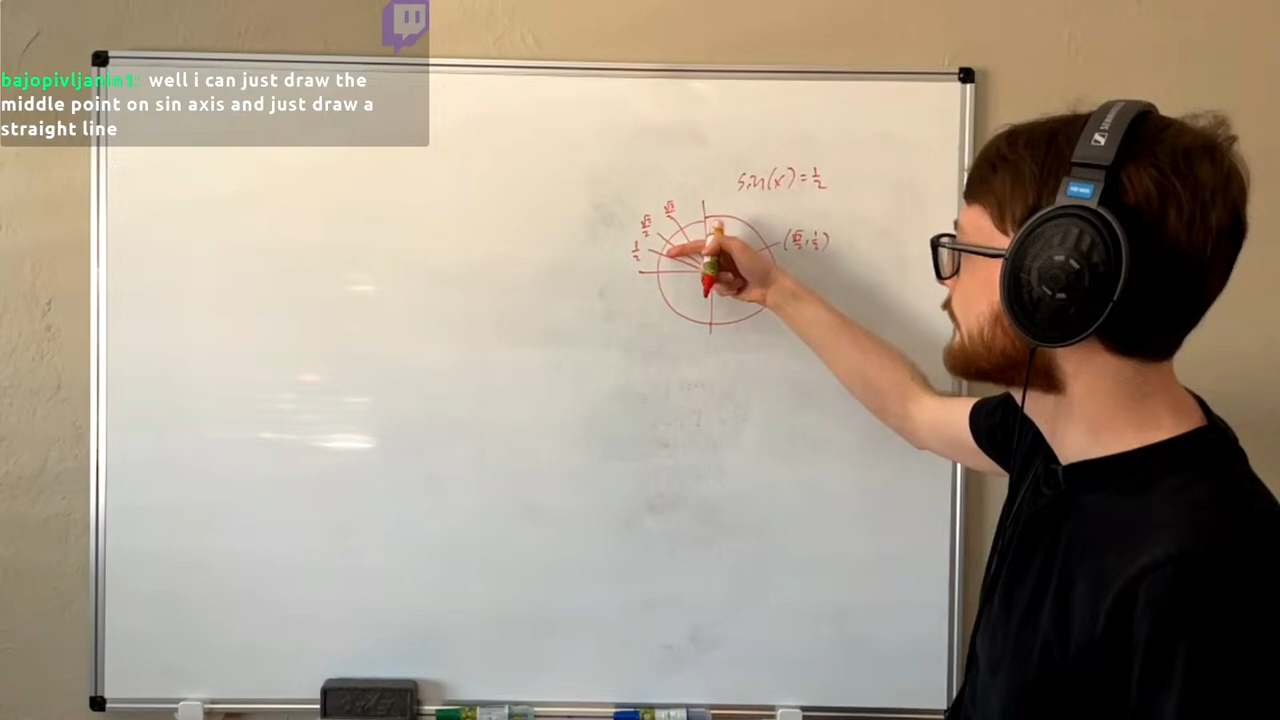 bajopivljanin1: well i can just draw the
middle point on sin axis and just draw a
straight line
sin(x)=1/2
√3/2
√2/2
1/2
(√3/2, 1/2)